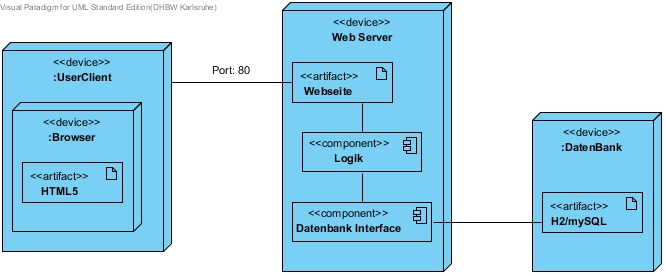 Visual Paradigm for UML Standard Edition(DHBW Karlsruhe)
<<device>>
:UserClient
<<device>>
:Browser
<<artifact>>
HTML5
Port: 80
<<device>>
Web Server
<<artifact>>
Webseite
<<component>>
Logik
<<component>>
Datenbank Interface
<<device>>
:DatenBank
<<artifact>>
H2/mySQL